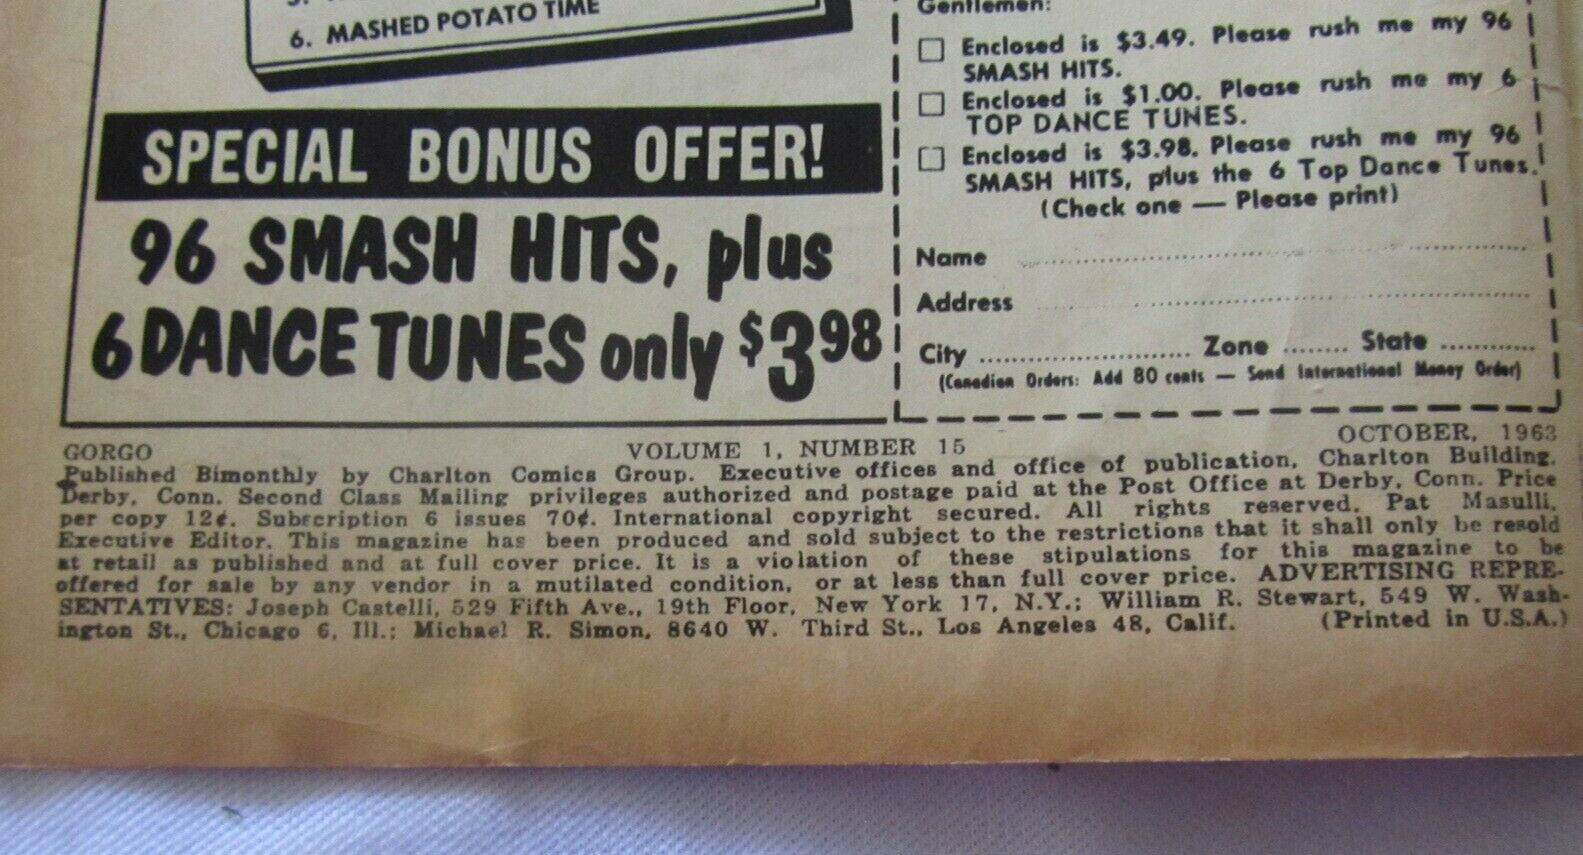 6. MASHED POTATO TIME
SPECIAL BONUS OFFER!
96 SMASH HITS, plus
6 DANCE TUNES only $3.98
Gentlemen:
Enclosed is $3.49. Please rush me my 96
SMASH HITS.
Enclosed is $1.00. Please rush me my 6
TOP DANCE TUNES.
Enclosed is $3.98. Please rush me my 96
SMASH HITS, plus the 6 Top Dance Tunes.
(Check one — Please print)
Name
Address
City ........................ Zone ........ State ............
(Canadian Orders: Add 80 cents — Send International Money Order)
GORGO VOLUME 1, NUMBER 15 OCTOBER, 1963
Published Bimonthly by Charlton Comics Group. Executive offices and office of publication, Charlton Building,
Derby, Conn. Second Class Mailing privileges authorized and postage paid at the Post Office at Derby, Conn. Price
per copy 12¢. Subscription 6 issues 70¢. International copyright secured. All rights reserved. Pat Masulli,
Executive Editor. This magazine has been produced and sold subject to the restrictions that it shall only be resold
at retail as published and at full cover price. It is a violation of these stipulations for this magazine to be
offered for sale by any vendor in a mutilated condition, or at less than full cover price. ADVERTISING REPRE-
SENTATIVES: Joseph Castelli, 529 Fifth Ave., 19th Floor, New York 17, N.Y.; William R. Stewart, 549 W. Wash-
ington St., Chicago 6, Ill.; Michael R. Simon, 8640 W. Third St., Los Angeles 48, Calif. (Printed in U.S.A.)